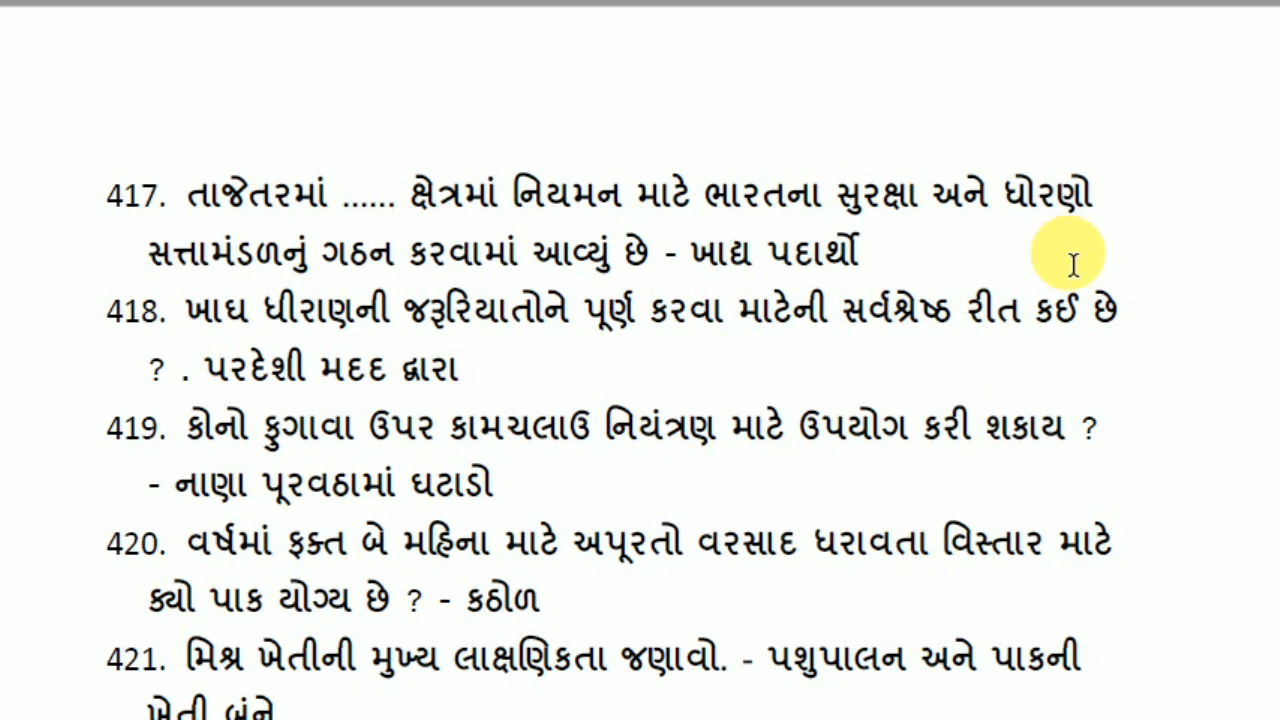 417. તાજેતરમાં ...... ક્ષેત્રમાં નિયમન માટે ભારતના સુરક્ષા અને ધોરણો
સત્તામંડળનું ગઠન કરવામાં આવ્યું છે - ખાદ્ય પદાર્થો
418. ખાઘ ધીરાણની જરૂરિયાતોને પૂર્ણ કરવા માટેની સર્વશ્રેષ્ઠ રીત કઈ છે
? . પરદેશી મદદ દ્વારા
419. કોનો ફુગાવા ઉપર કામચલાઉ નિયંત્રણ માટે ઉપયોગ કરી શકાય ?
- નાણા પૂરવઠામાં ઘટાડો
420. વર્ષમાં ફક્ત બે મહિના માટે અપૂરતો વરસાદ ધરાવતા વિસ્તાર માટે
ક્યો પાક યોગ્ય છે ? - કઠોળ
421. મિશ્ર ખેતીની મુખ્ય લાક્ષણિકતા જણાવો. - પશુપાલન અને પાકની
ખેતી બંને